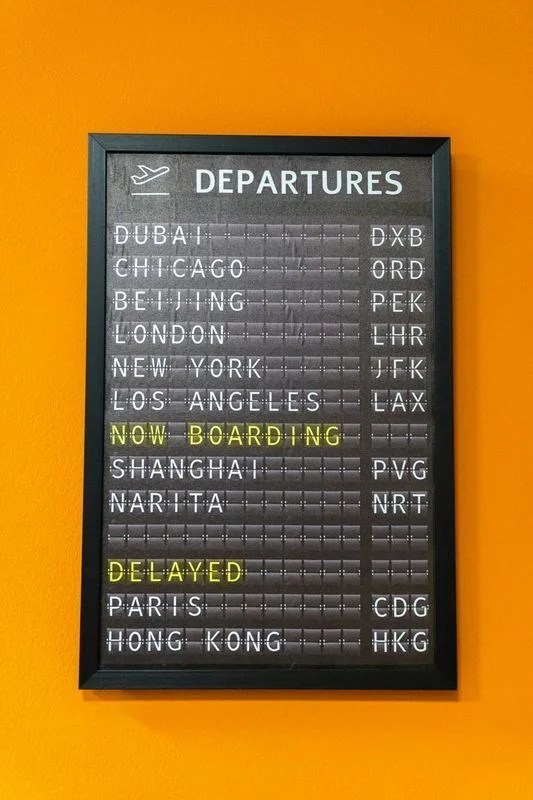 DEPARTURES
DUBAI DXB
CHICAGO ORD
BEIJING PEK
LONDON LHR
NEW YORK JFK
LOS ANGELES LAX
NOW BOARDING
SHANGHAI PVG
NARITA NRT
DELAYED
PARIS CDG
HONG KONG HKG